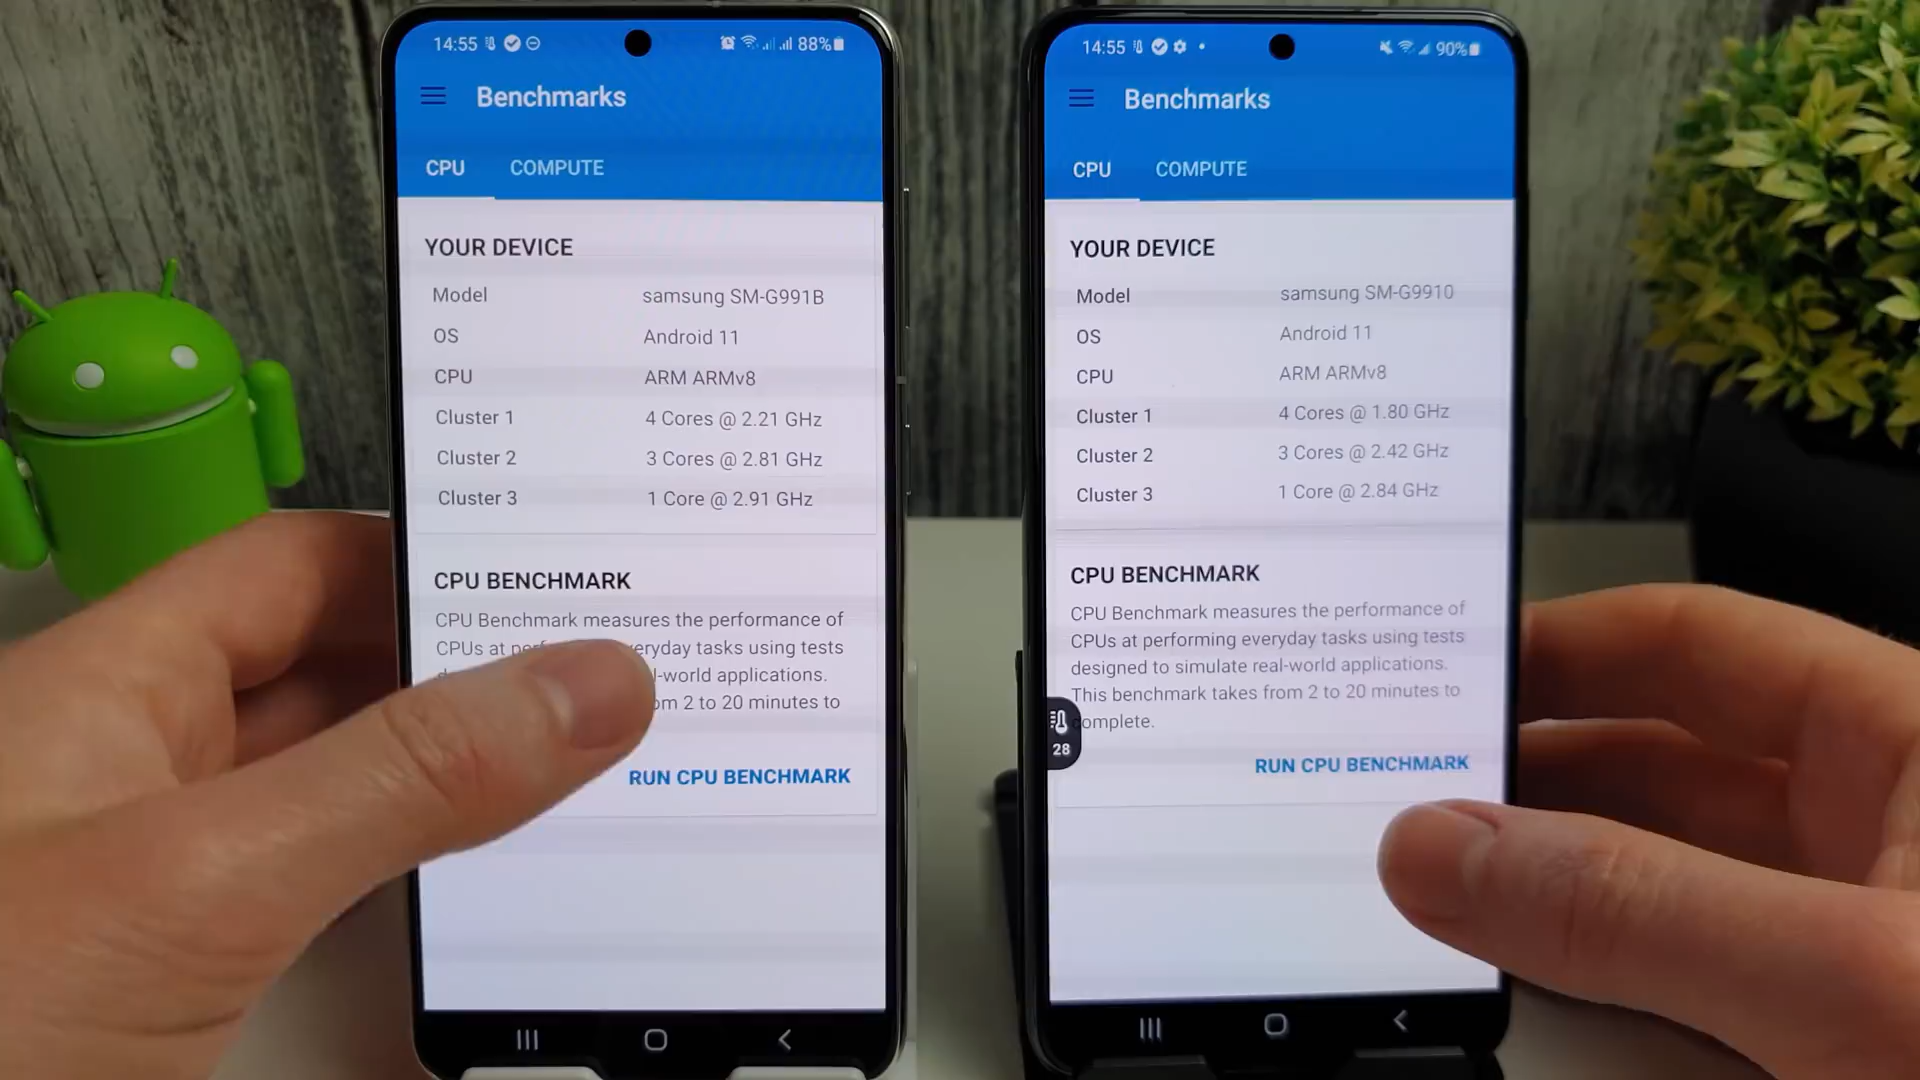 14:55
88%
Benchmarks
CPU COMPUTE
YOUR DEVICE
Model samsung SM-G991B
OS Android 11
CPU ARM ARMv8
Cluster 1 4 Cores @ 2.21 GHz
Cluster 2 3 Cores @ 2.81 GHz
Cluster 3 1 Core @ 2.91 GHz
CPU BENCHMARK
CPU Benchmark measures the performance of
CPUs at everyday tasks using tests
-world applications.
2 to 20 minutes to
RUN CPU BENCHMARK
14:55
90%
Benchmarks
CPU COMPUTE
YOUR DEVICE
Model samsung SM-G9910
OS Android 11
CPU ARM ARMv8
Cluster 1 4 Cores @ 1.80 GHz
Cluster 2 3 Cores @ 2.42 GHz
Cluster 3 1 Core @ 2.84 GHz
CPU BENCHMARK
CPU Benchmark measures the performance of
CPUs at performing everyday tasks using tests
designed to simulate real-world applications.
This benchmark takes from 2 to 20 minutes to
complete.
28
RUN CPU BENCHMARK